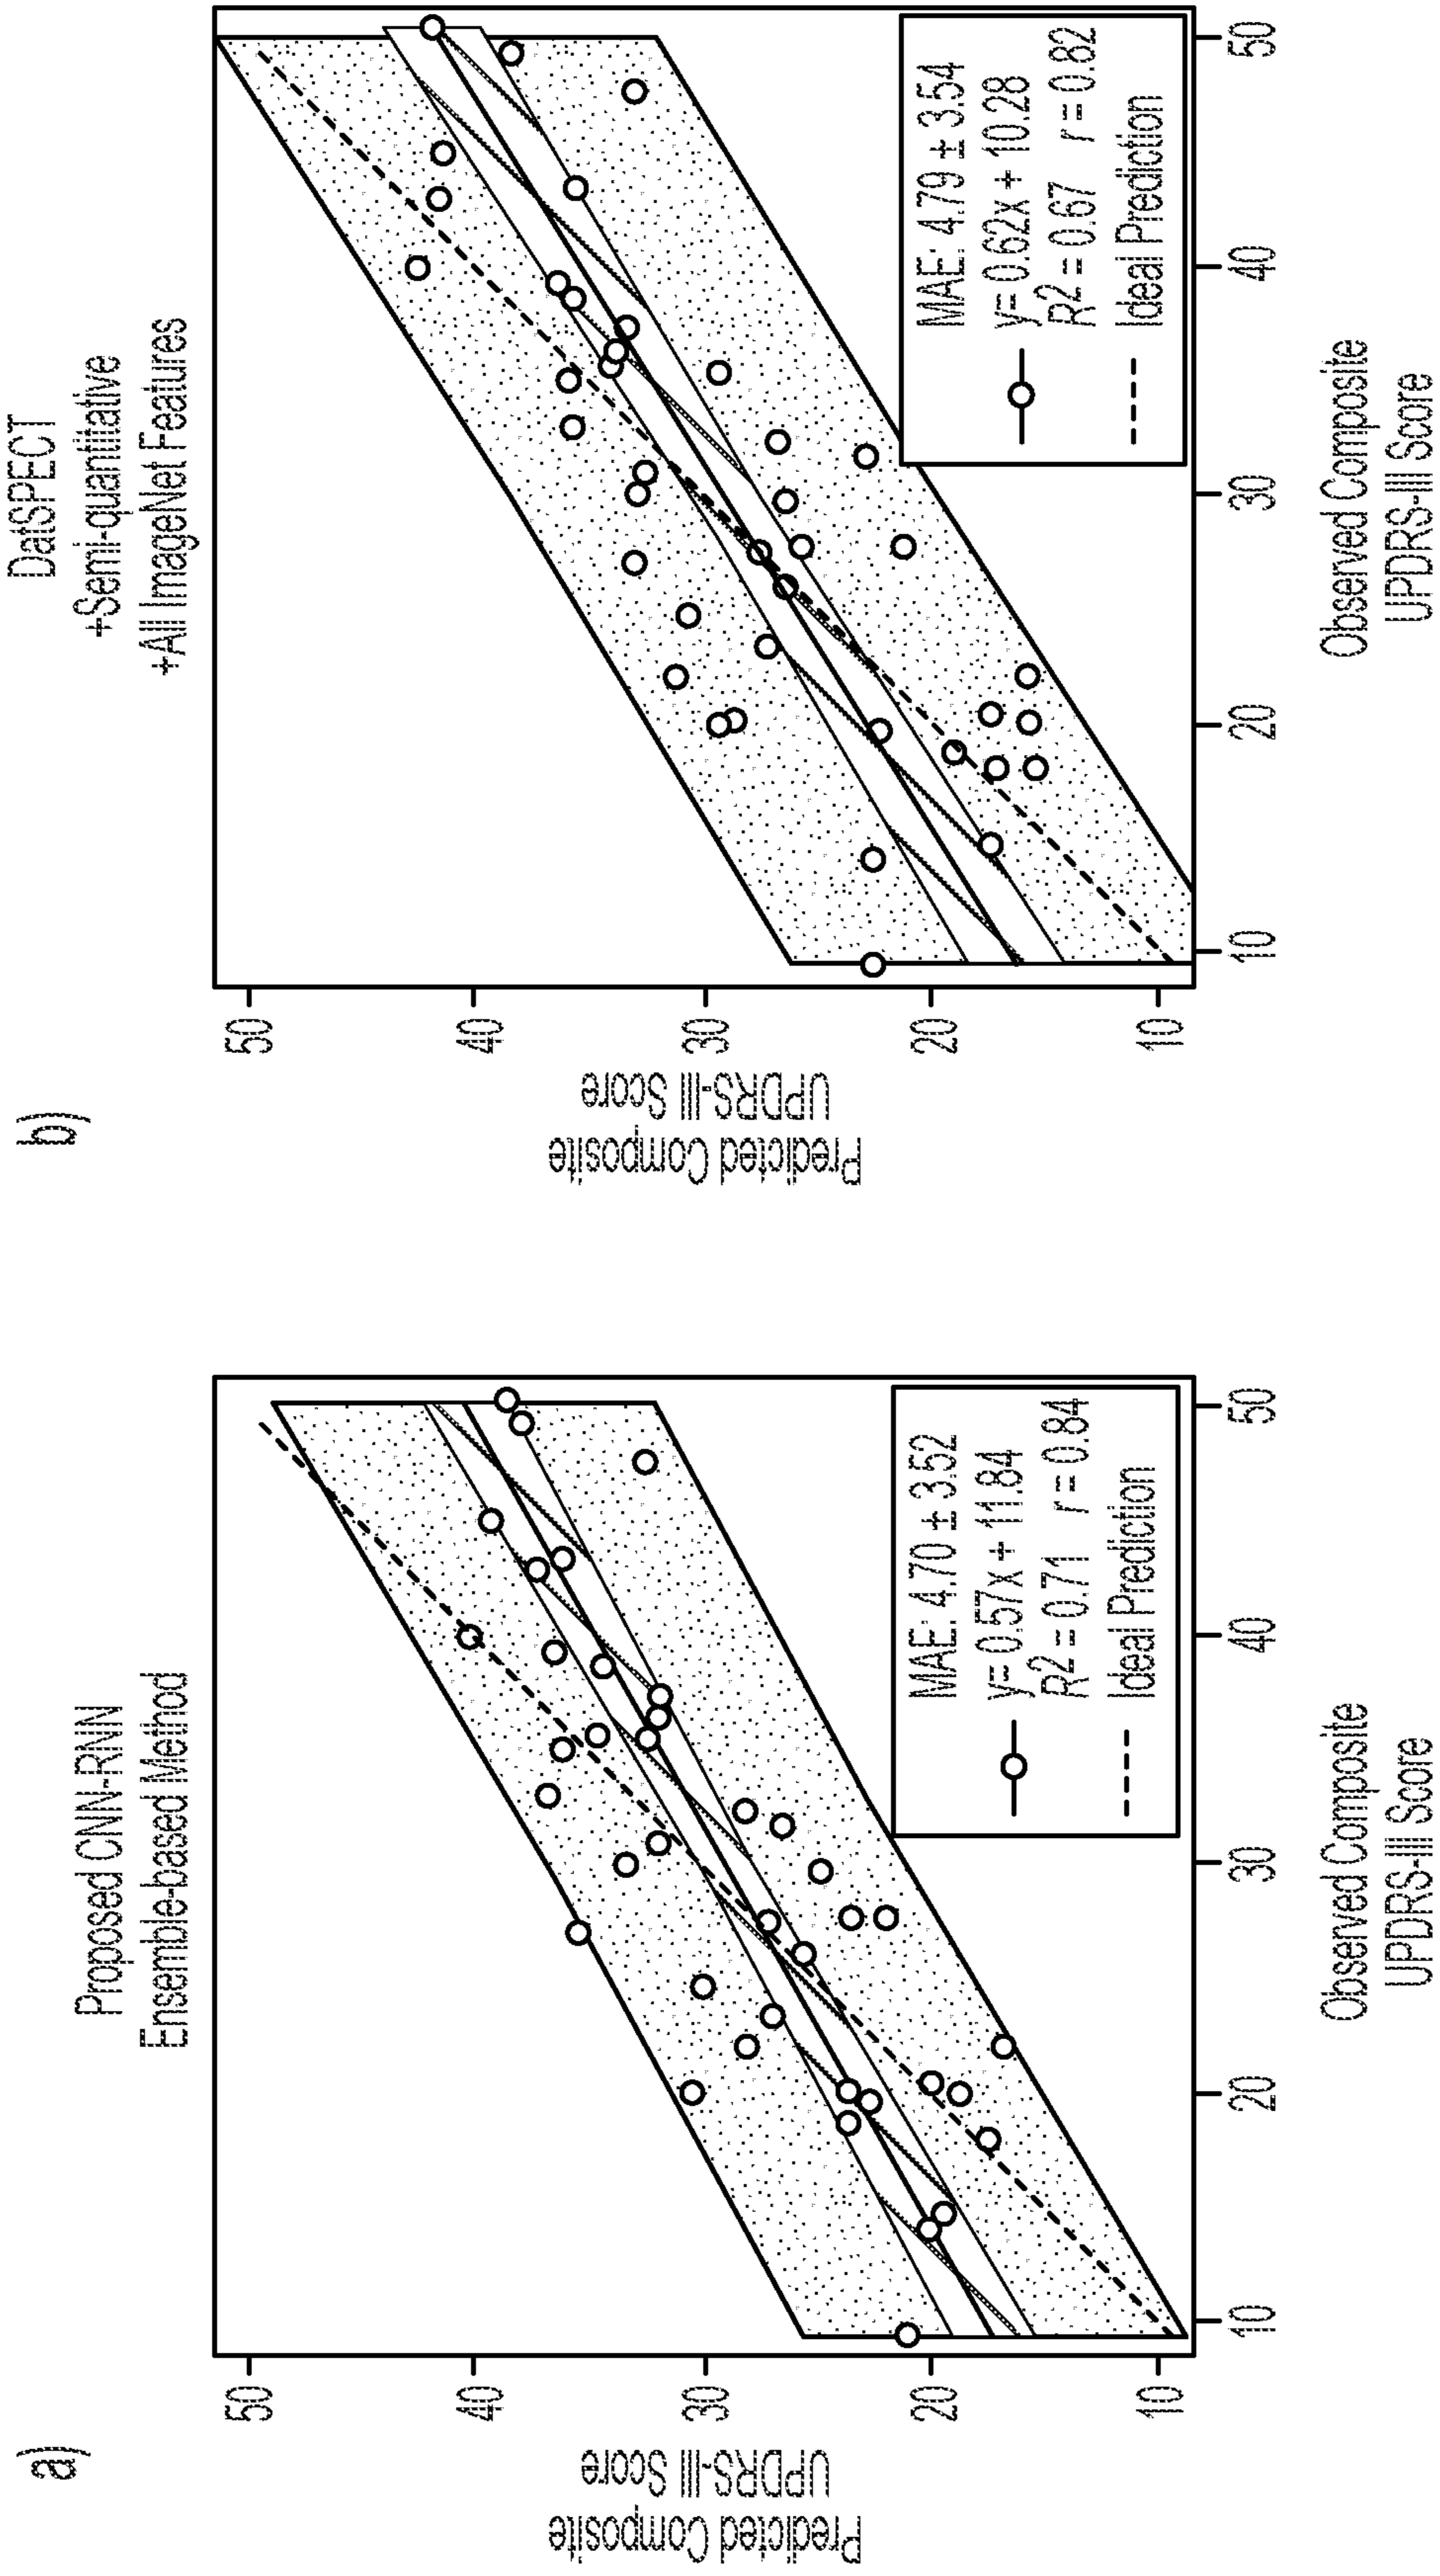 a)
Proposed CNN-RNN
Ensemble-based Method
Predicted Composite
UPDRS-III Score
50
40
30
20
10
MAE: 4.70 ± 3.52
y= 0.57x + 11.84
R2 = 0.71 r = 0.84
Ideal Prediction
10
20
30
40
50
Observed Composite
UPDRS-III Score
b)
DatSPECT
+Semi-quantitative
+All ImageNet Features
Predicted Composite
UPDRS-III Score
50
40
30
20
10
MAE: 4.79 ± 3.54
y= 0.62x + 10.28
R2 = 0.67 r = 0.82
Ideal Prediction
10
20
30
40
50
Observed Composite
UPDRS-III Score